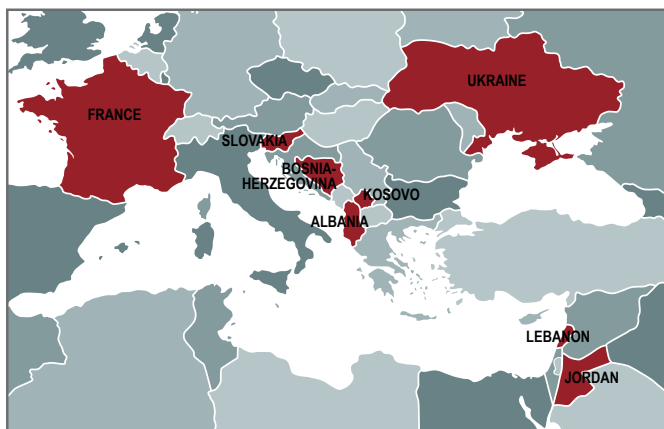 UKRAINE
FRANCE
SLOVAKIA
BOSNIA-
HERZEGOVINA
KOSOVO
ALBANIA
LEBANON
JORDAN